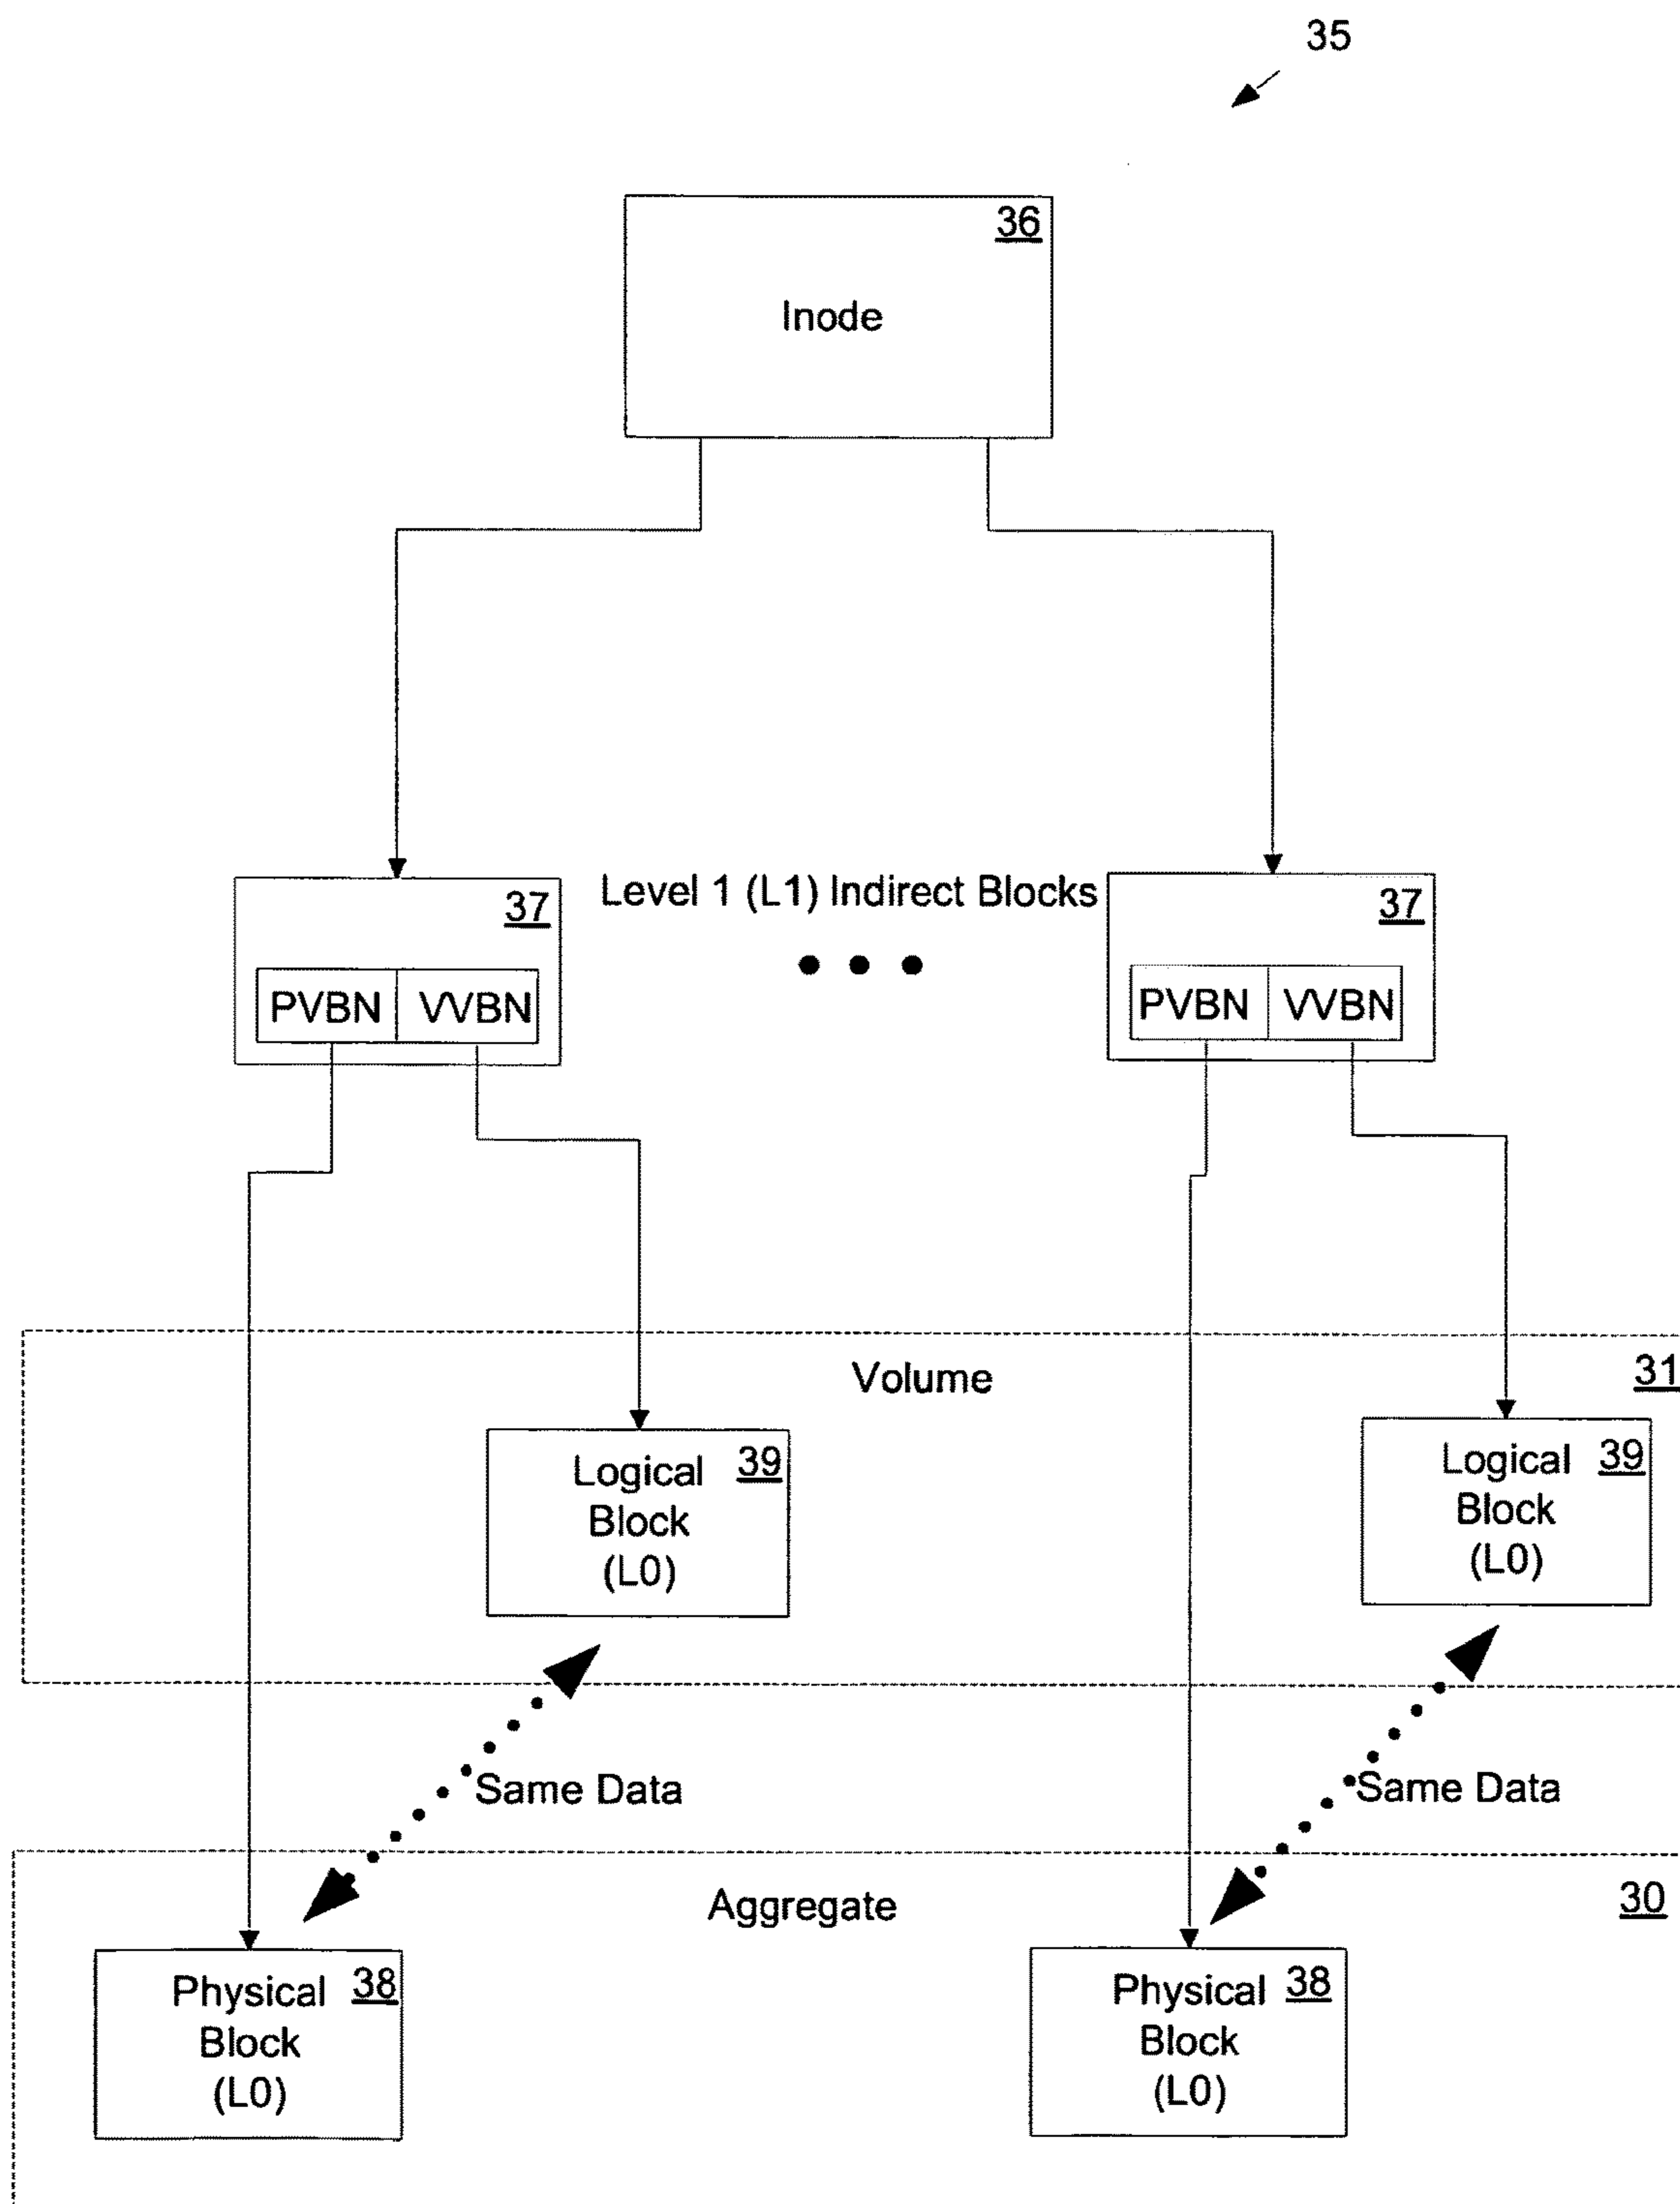 35
36
Inode
37
Level 1 (L1) Indirect Blocks
37
PVBN VVBN
PVBN VVBN
Volume
31
Logical 39
Block
(L0)
Logical 39
Block
(L0)
Same Data
Same Data
Aggregate
30
Physical 38
Block
(L0)
Physical 38
Block
(L0)